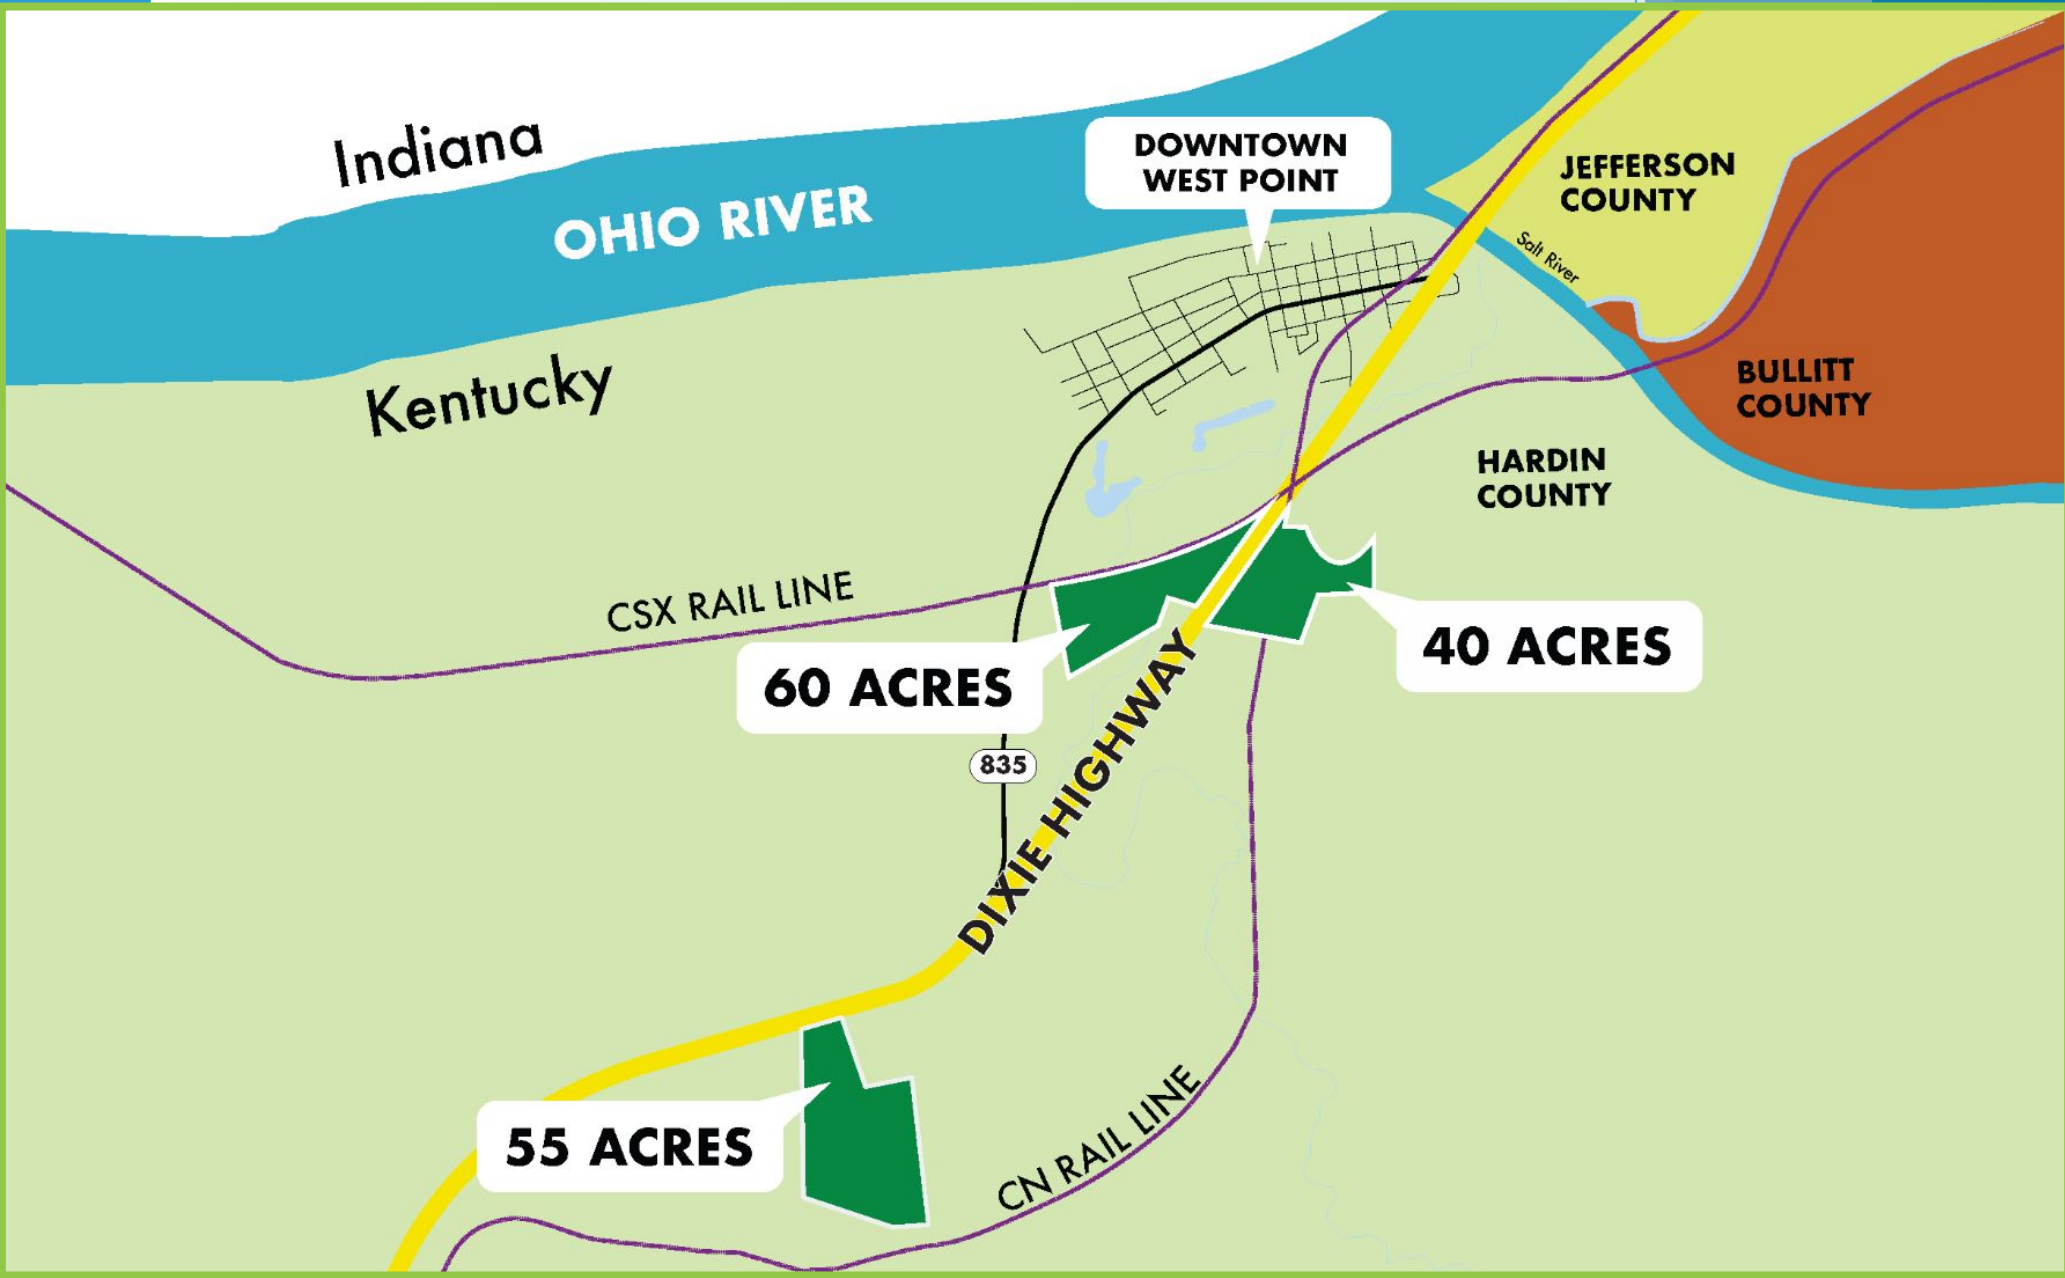 Indiana
OHIO RIVER
Kentucky
DOWNTOWN
WEST POINT
JEFFERSON
COUNTY
Salt River
BULLITT
COUNTY
HARDIN
COUNTY
CSX RAIL LINE
60 ACRES
40 ACRES
835
DIXIE HIGHWAY
55 ACRES
CN RAIL LINE